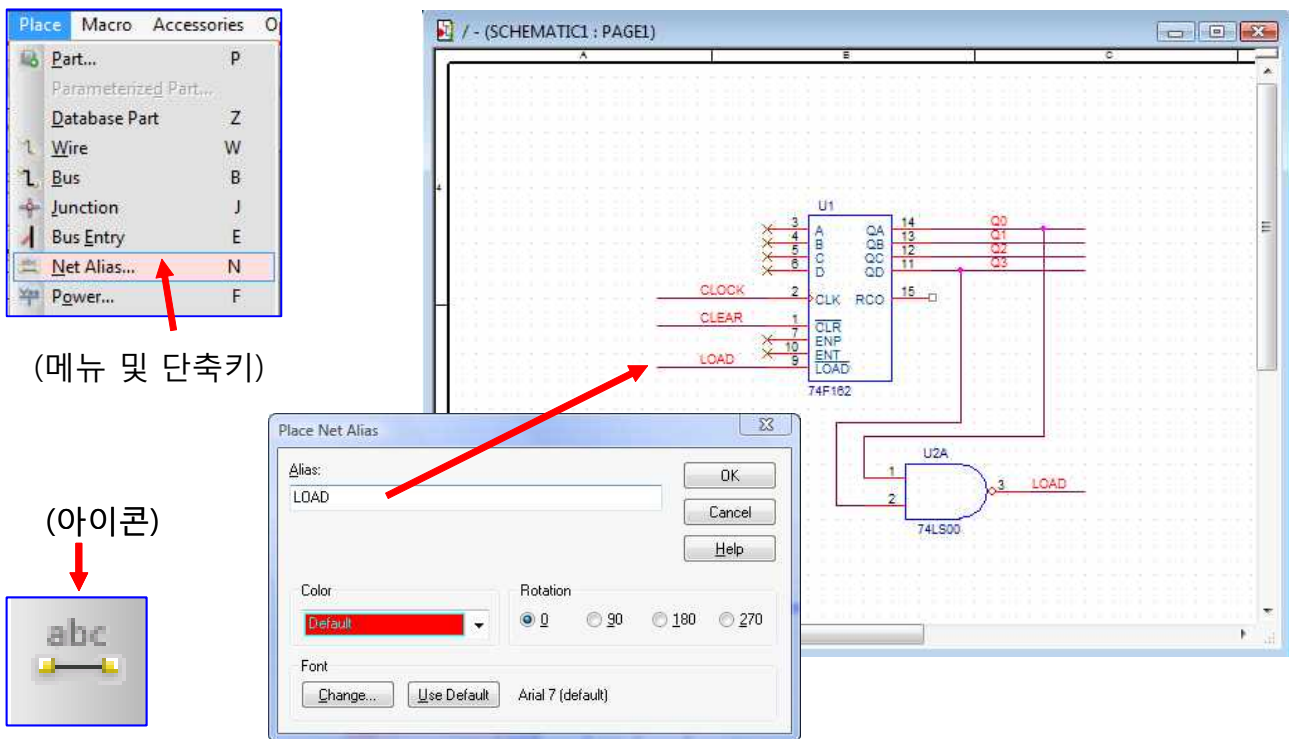 Place Macro Accessories O
Part... P
Parameterized Part...
Database Part Z
Wire W
Bus B
Junction J
Bus Entry E
Net Alias... N
Power... F
(메뉴 및 단축키)
(아이콘)
abc
/ - (SCHEMATIC1 : PAGE1)
A B C
4
U1
3 A QA 14 Q0
4 B QB 13 Q1
5 C QC 12 Q2
6 D QD 11 Q3
CLOCK 2 CLK RCO 15
CLEAR 1 CLR
7 ENP
10 ENT
LOAD 9 LOAD
74F162
U2A
1
2
3 LOAD
74LS00
Place Net Alias
Alias:
LOAD
OK
Cancel
Help
Color
Default
Rotation
0 90 180 270
Font
Change... Use Default Arial 7 (default)